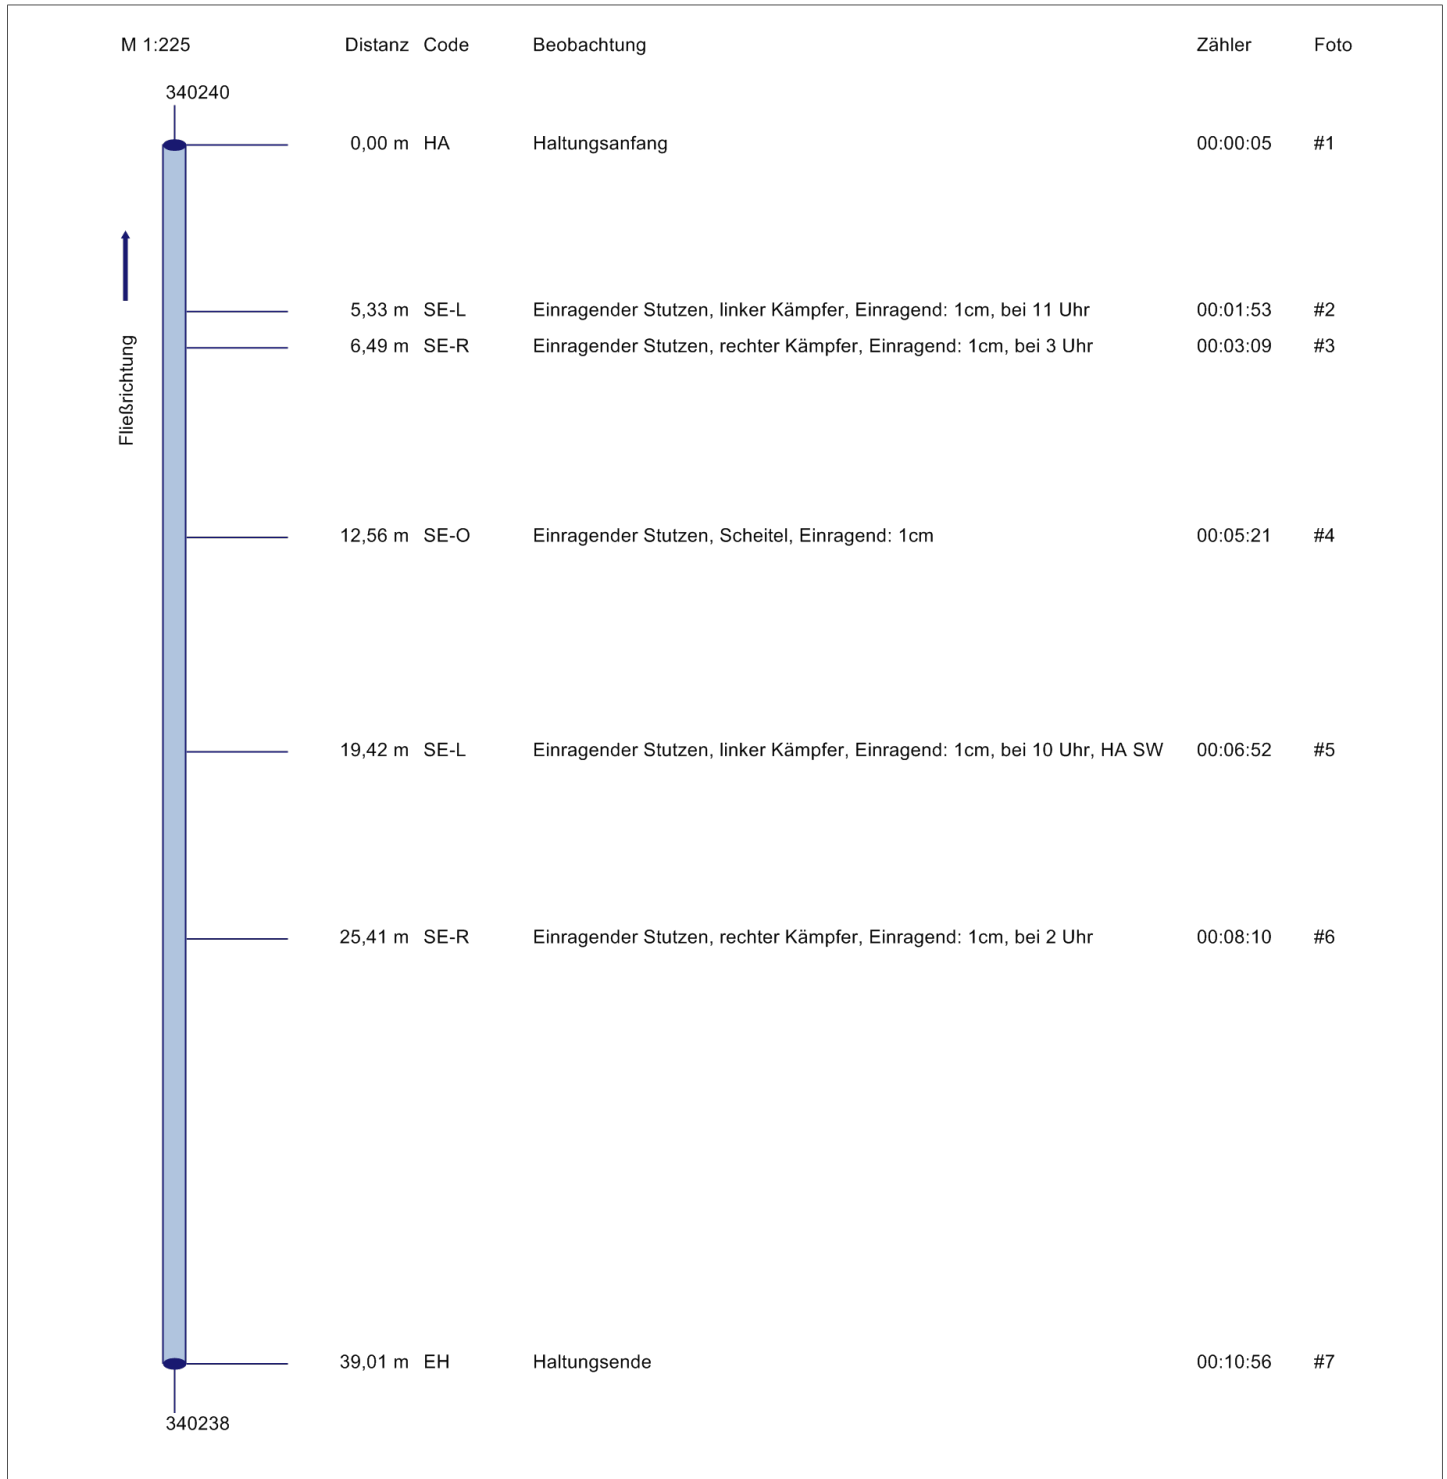 M 1:225 Distanz Code Beobachtung Zähler Foto
340240
0,00 m HA Haltungsanfang 00:00:05 #1
5,33 m SE-L Einragender Stutzen, linker Kämpfer, Einragend: 1cm, bei 11 Uhr 00:01:53 #2
6,49 m SE-R Einragender Stutzen, rechter Kämpfer, Einragend: 1cm, bei 3 Uhr 00:03:09 #3
Fließrichtung
12,56 m SE-O Einragender Stutzen, Scheitel, Einragend: 1cm 00:05:21 #4
19,42 m SE-L Einragender Stutzen, linker Kämpfer, Einragend: 1cm, bei 10 Uhr, HA SW 00:06:52 #5
25,41 m SE-R Einragender Stutzen, rechter Kämpfer, Einragend: 1cm, bei 2 Uhr 00:08:10 #6
39,01 m EH Haltungsende 00:10:56 #7
340238